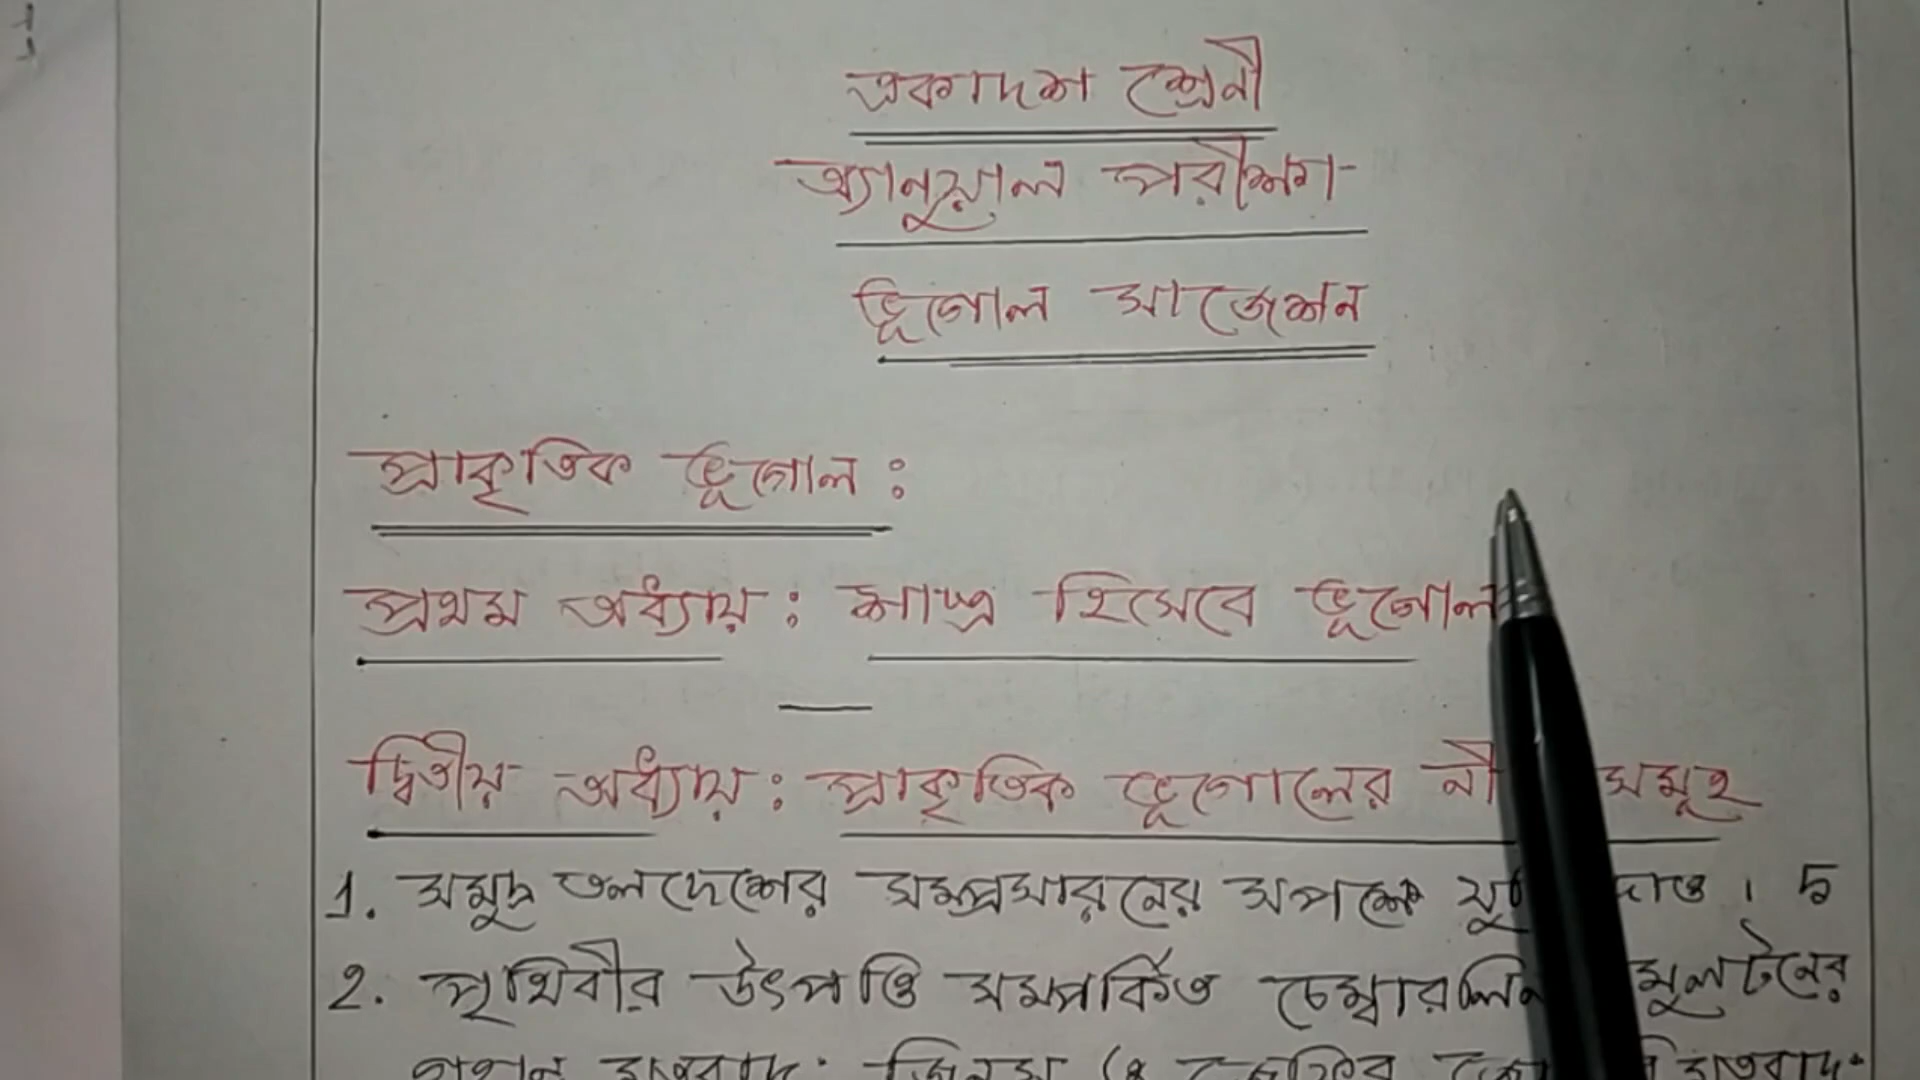 একাদশ শ্রেনী
অ্যানুয়াল পরীক্ষা
ভূগোল সাজেশন
প্রাকৃতিক ভূগোল :
প্রথম অধ্যায় : শাস্ত্র হিসেবে ভূগোল
দ্বিতীয় অধ্যায় : প্রাকৃতিক ভূগোলের সমূহ
1. সমুদ্র তলদেশের সম্প্রসারনের সপক্ষে দাও । 5
2. পৃথিবীর উৎপত্তি সম্পর্কিত চেম্বারলিন মুলটনের